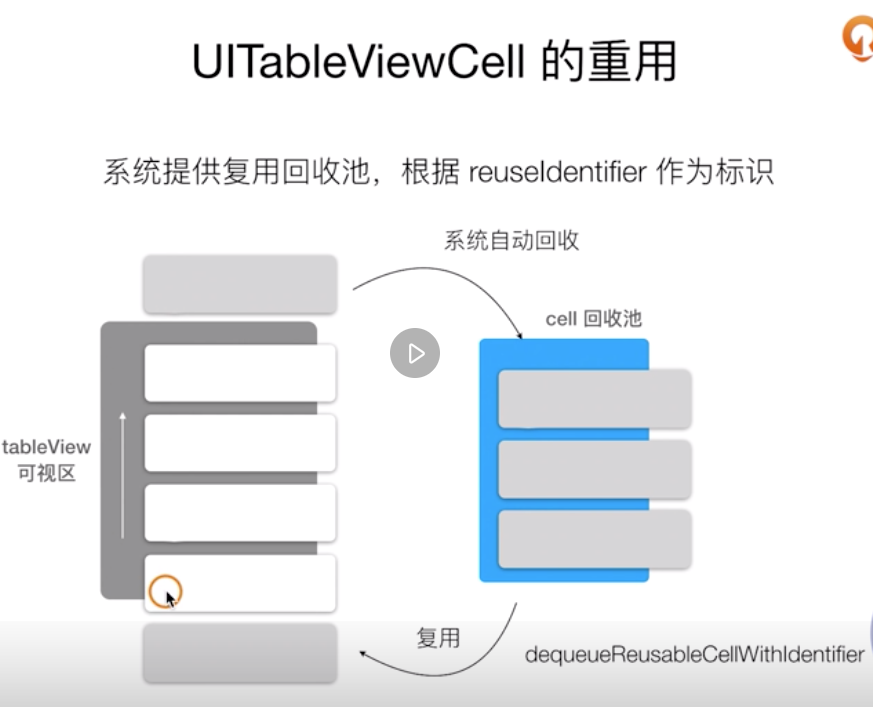 UITableViewCell 的重用
系统提供复用回收池，根据 reuseIdentifier 作为标识
系统自动回收
cell 回收池
tableView
可视区
复用
dequeueReusableCellWithIdentifier